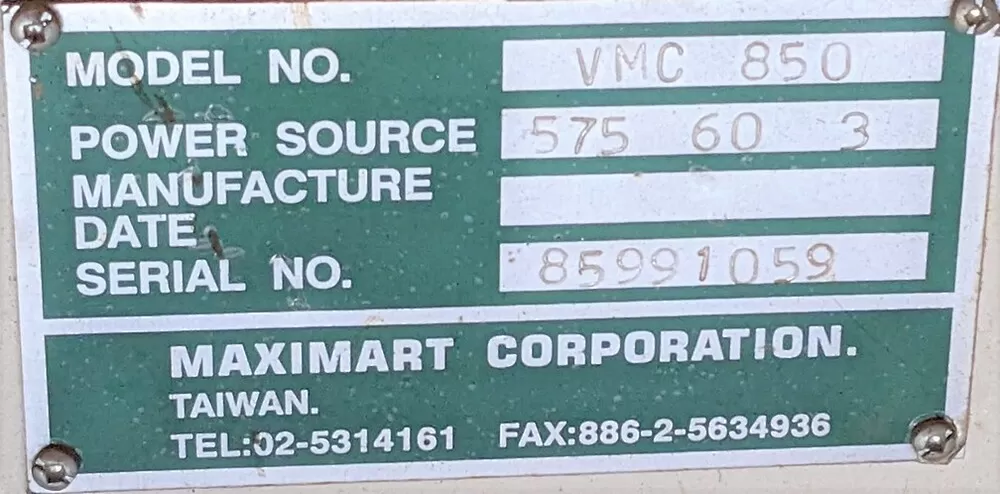 MODEL NO. VMC 850
POWER SOURCE 575 60 3
MANUFACTURE
DATE
SERIAL NO. 85991059
MAXIMART CORPORATION.
TAIWAN.
TEL:02-5314161 FAX:886-2-5634936